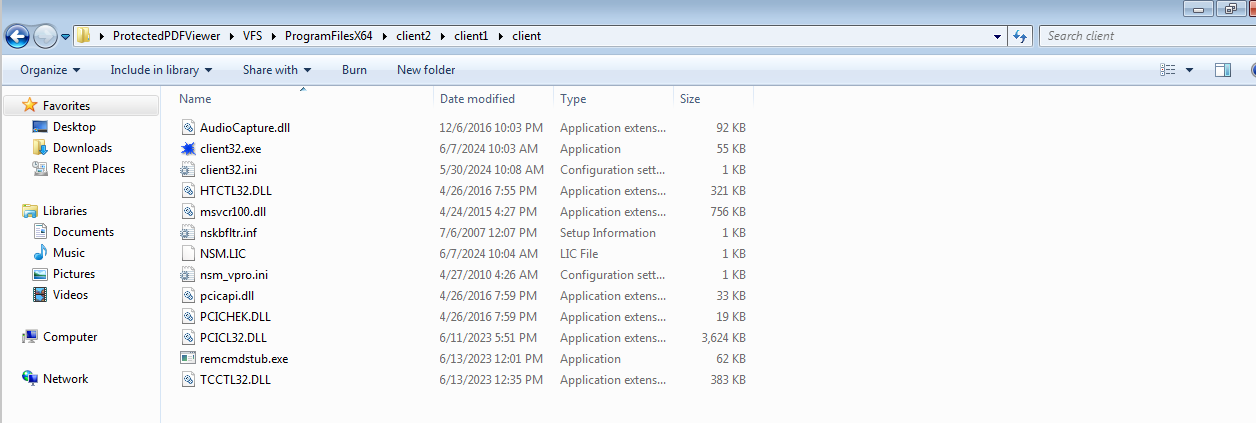 ProtectedPDFViewer VFS ProgramFilesX64 client2 client1 client Search client
Organize Include in library Share with Burn New folder
Name Date modified Type Size
Favorites
Desktop
Downloads
Recent Places
Libraries
Documents
Music
Pictures
Videos
Computer
Network
AudioCapture.dll 12/6/2016 10:03 PM Application extens... 92 KB
client32.exe 6/7/2024 10:03 AM Application 55 KB
client32.ini 5/30/2024 10:08 AM Configuration sett... 1 KB
HTCTL32.DLL 4/26/2016 7:55 PM Application extens... 321 KB
msvcr100.dll 4/24/2015 4:27 PM Application extens... 756 KB
nskbfltr.inf 7/6/2007 12:07 PM Setup Information 1 KB
NSM.LIC 6/7/2024 10:04 AM LIC File 1 KB
nsm_vpro.ini 4/27/2010 4:26 AM Configuration sett... 1 KB
pcicapi.dll 4/26/2016 7:59 PM Application extens... 33 KB
PCICHEK.DLL 4/26/2016 7:59 PM Application extens... 19 KB
PCICL32.DLL 6/11/2023 5:51 PM Application extens... 3,624 KB
remcmdstub.exe 6/13/2023 12:01 PM Application 62 KB
TCCTL32.DLL 6/13/2023 12:35 PM Application extens... 383 KB